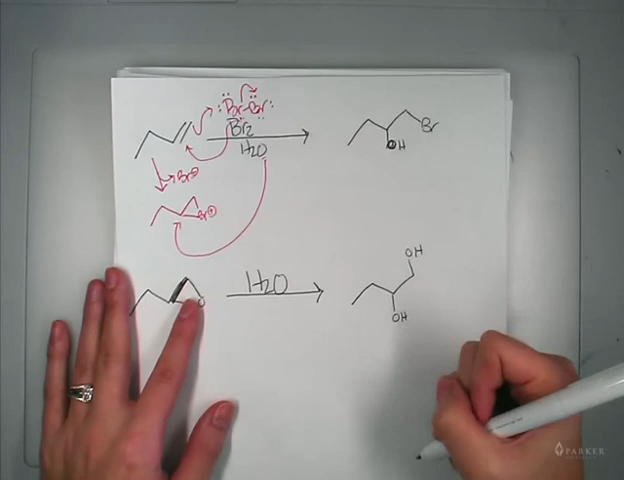 :Br-Br:
Br2
H2O
Br
OH
Br⊖
Br⊕
O
H2O
OH
OH
PARKER